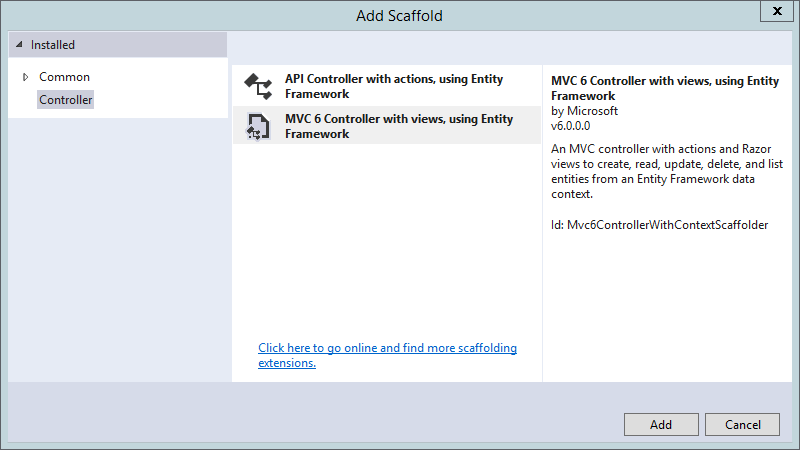 Add Scaffold
x
Installed
Common
Controller
API Controller with actions, using Entity
Framework
MVC 6 Controller with views, using Entity
Framework
Click here to go online and find more scaffolding
extensions.
MVC 6 Controller with views, using Entity
Framework
by Microsoft
v6.0.0.0
An MVC controller with actions and Razor
views to create, read, update, delete, and list
entities from an Entity Framework data
context.
Id: Mvc6ControllerWithContextScaffolder
Add
Cancel